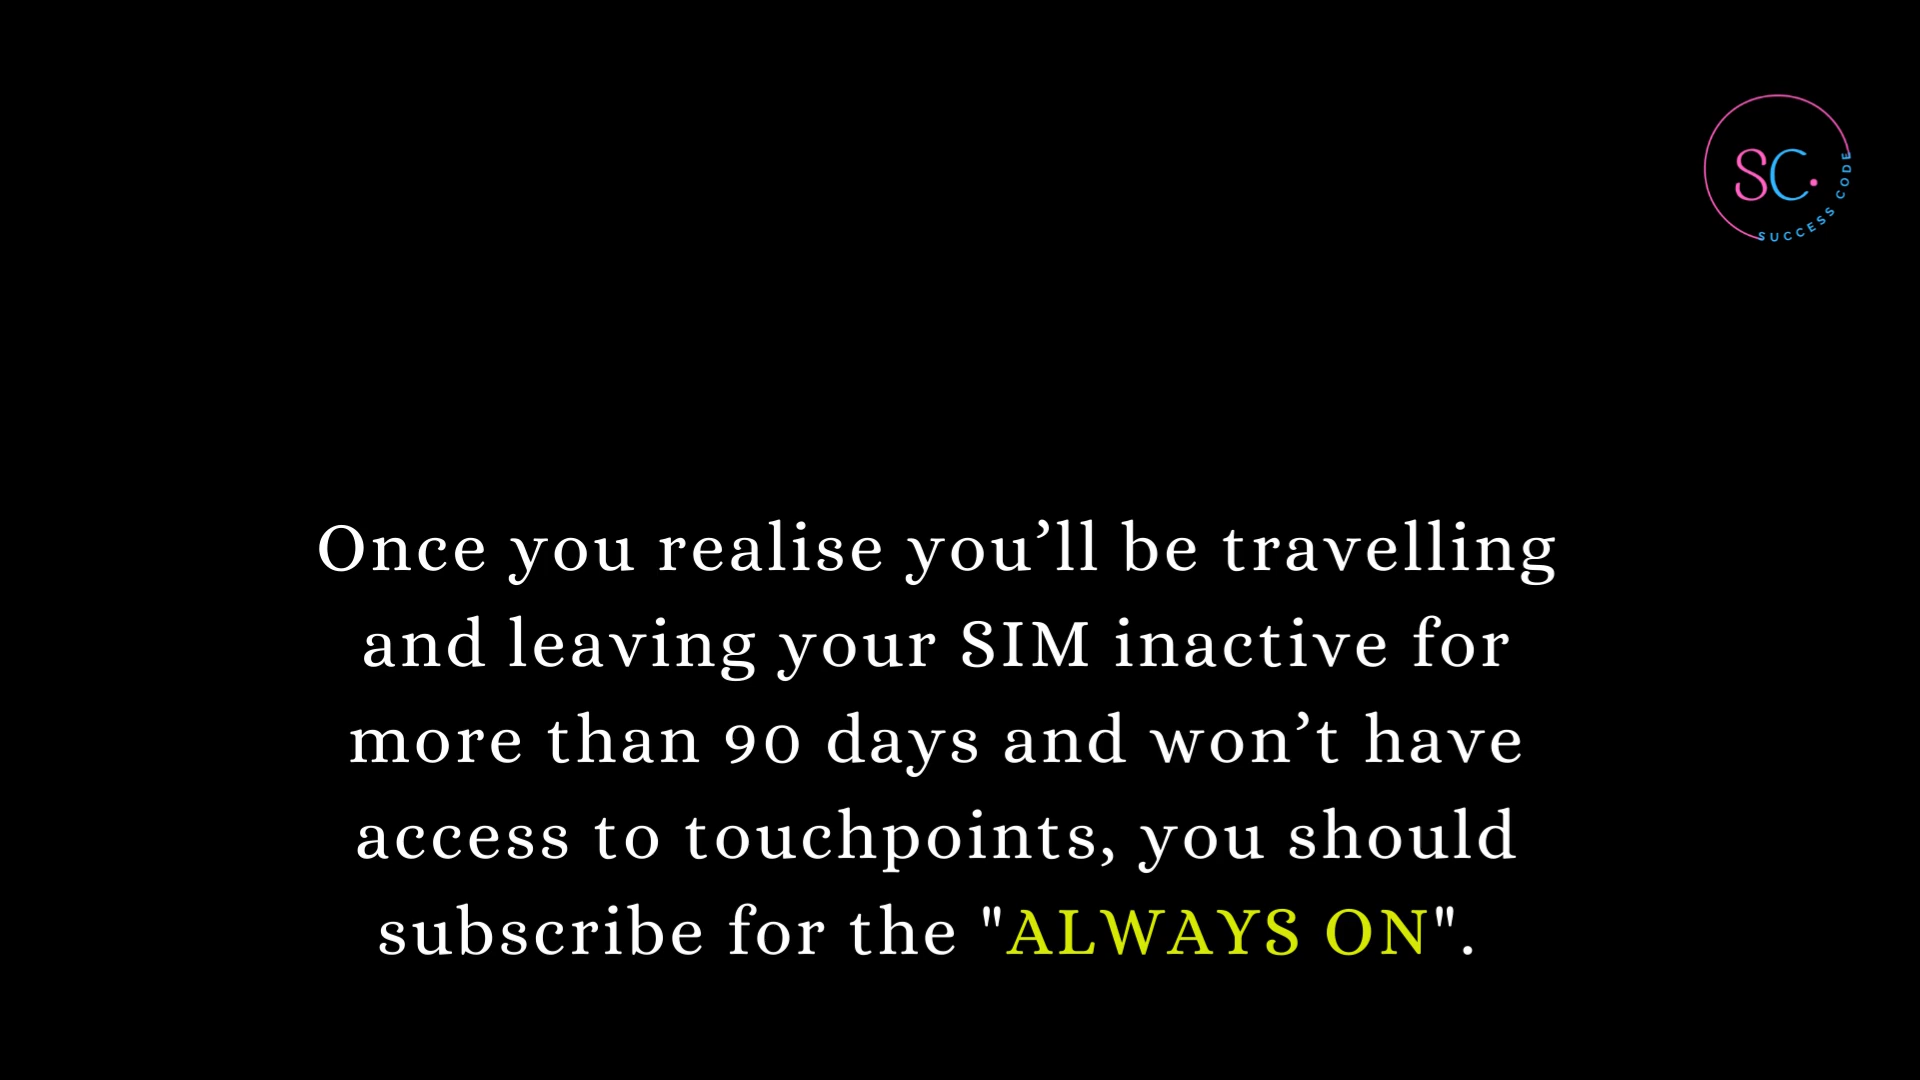 SC.
SUCCESS CODE
Once you realise you’ll be travelling
and leaving your SIM inactive for
more than 90 days and won’t have
access to touchpoints, you should
subscribe for the "ALWAYS ON".